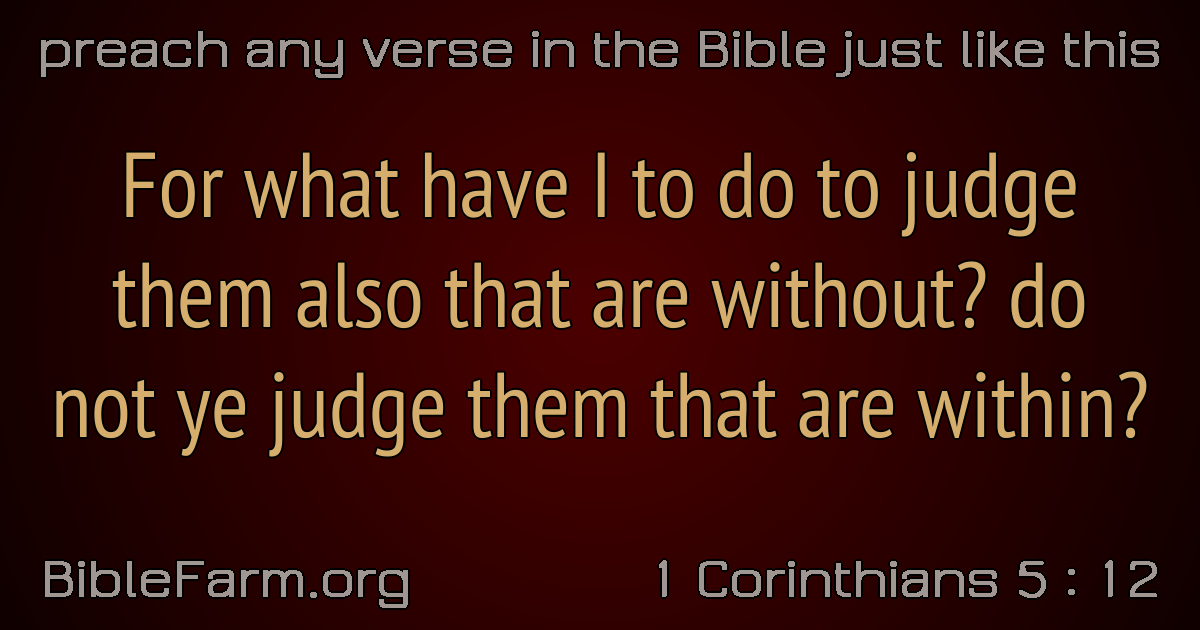 preach any verse in the Bible just like this
For what have I to do to judge
them also that are without? do
not ye judge them that are within?
BibleFarm.org
1 Corinthians 5 : 12